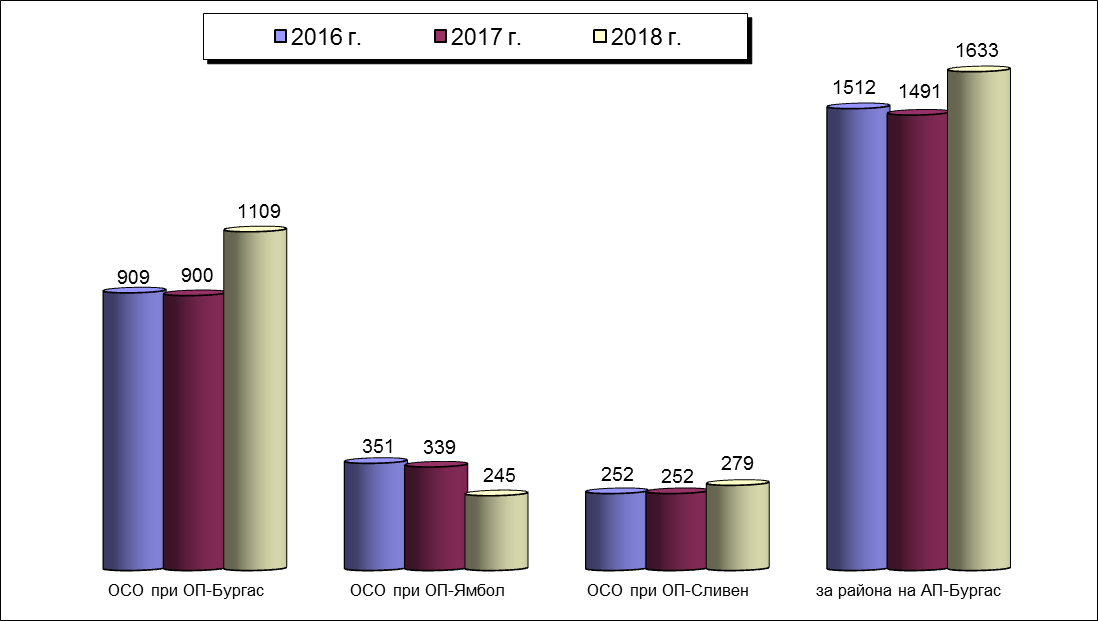 2016 г. 2017 г. 2018 г.
1633
1512
1491
1109
909
900
351
339
245
252
252
279
ОСО при ОП-Бургас
ОСО при ОП-Ямбол
ОСО при ОП-Сливен
за района на АП-Бургас